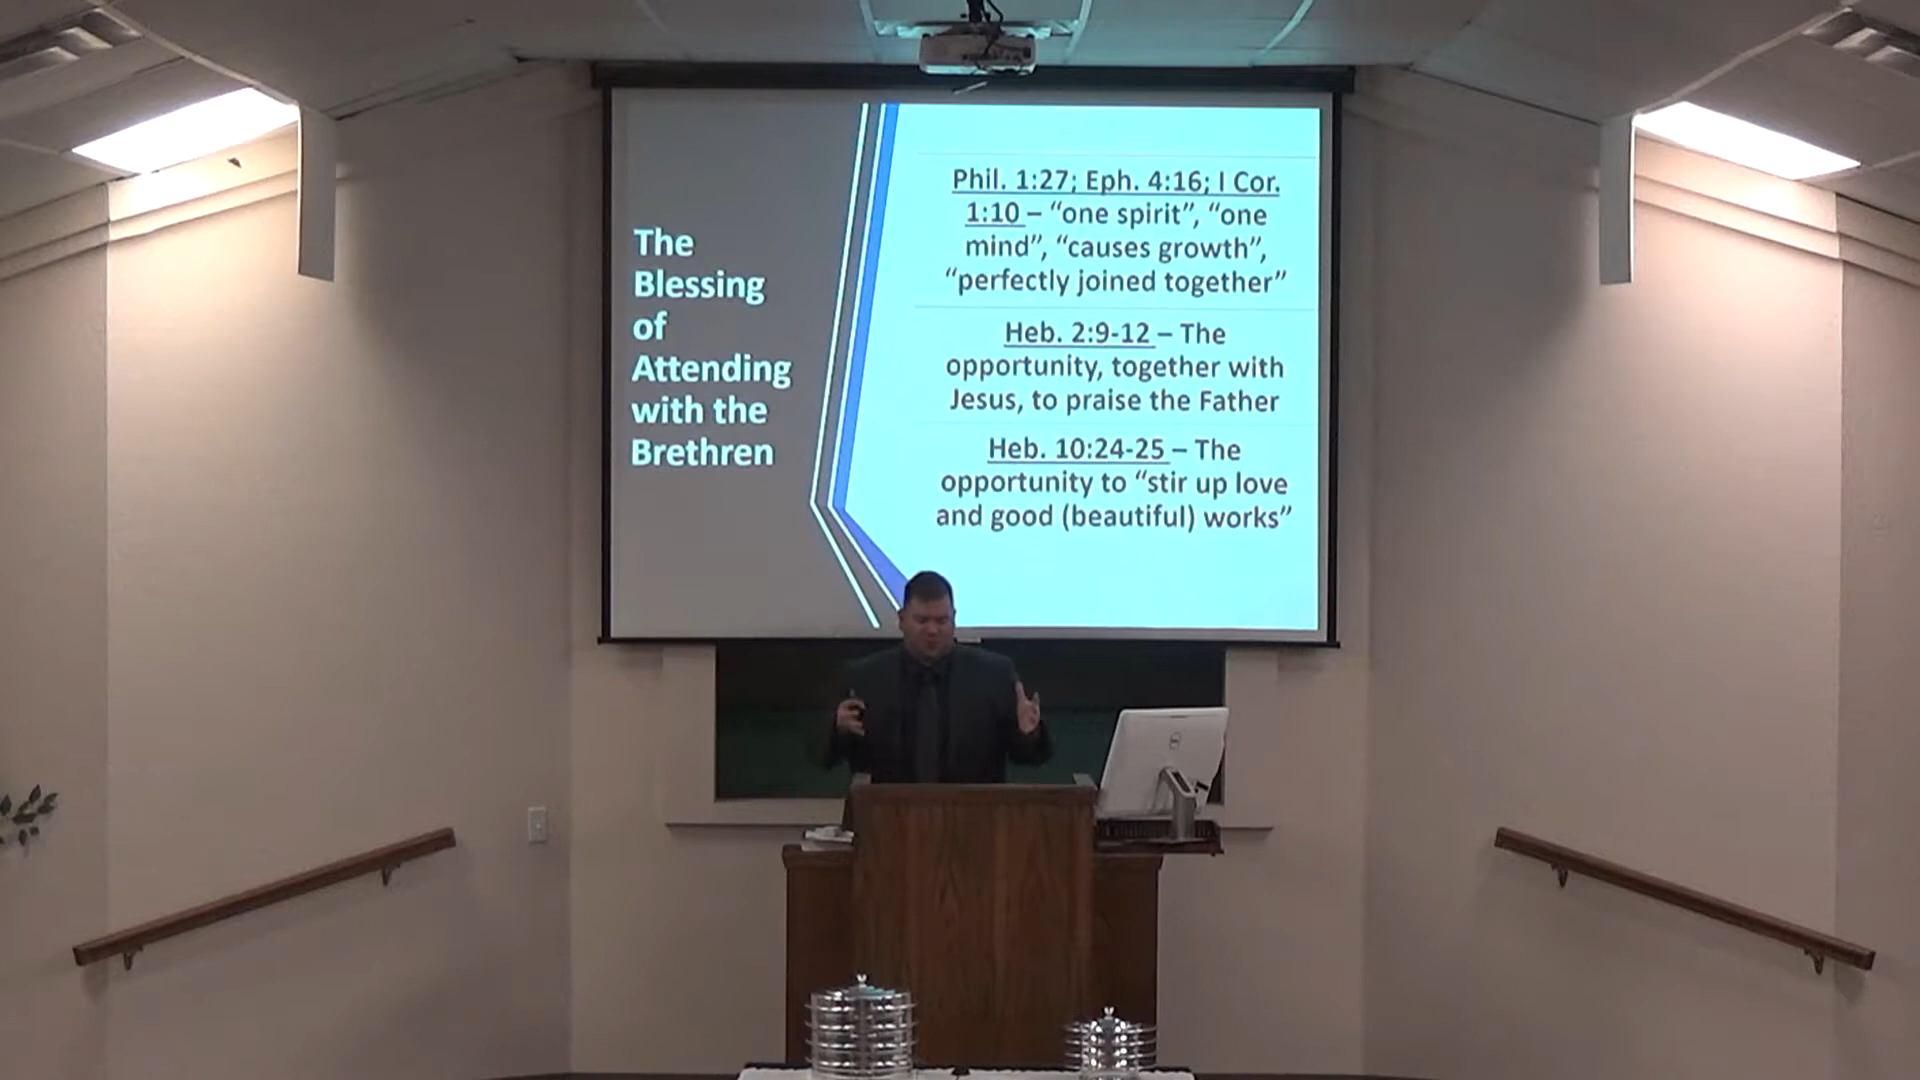 The
Blessing
of
Attending
with the
Brethren
Phil. 1:27; Eph. 4:16; I Cor.
1:10 – “one spirit”, “one
mind”, “causes growth”,
“perfectly joined together”
Heb. 2:9-12 – The
opportunity, together with
Jesus, to praise the Father
Heb. 10:24-25 – The
opportunity to “stir up love
and good (beautiful) works”